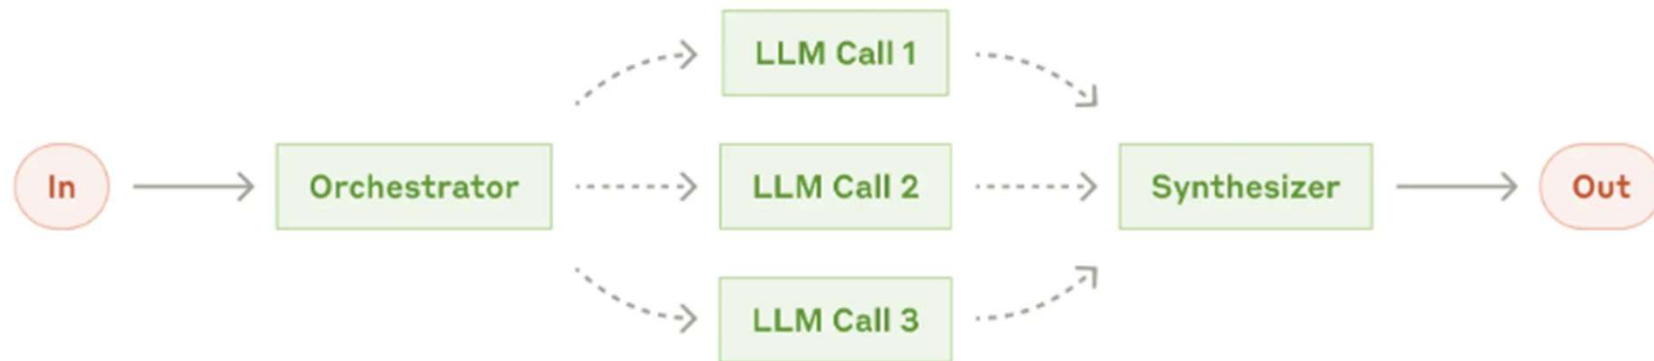 In
Orchestrator
LLM Call 1
LLM Call 2
LLM Call 3
Synthesizer
Out